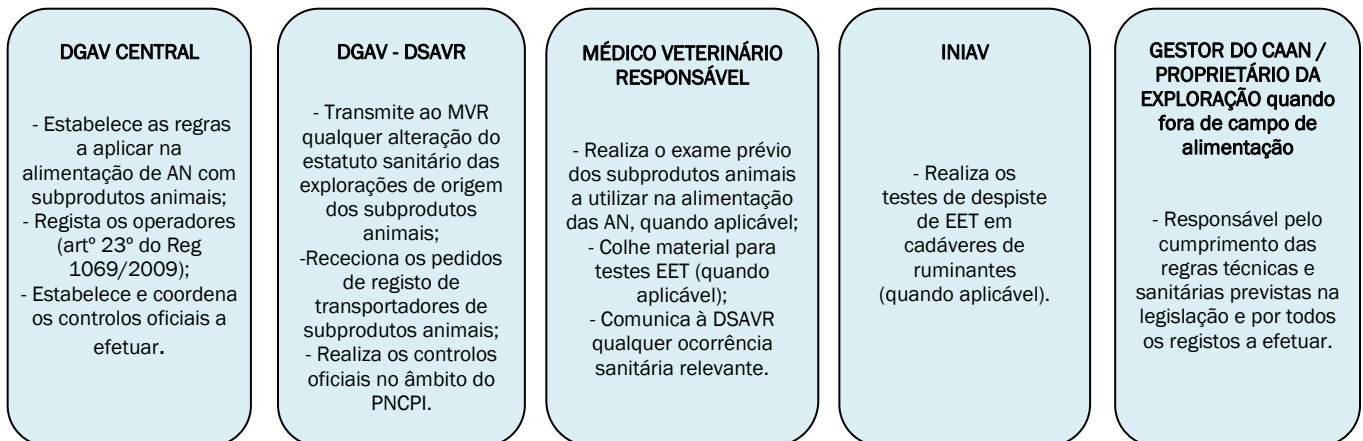 DGAV CENTRAL
- Estabelece as regras
a aplicar na
alimentação de AN com
subprodutos animais;
- Regista os operadores
(artº 23º do Reg
1069/2009);
- Estabelece e coordena
os controlos oficiais a
efetuar.
DGAV - DSAVR
- Transmite ao MVR
qualquer alteração do
estatuto sanitário das
explorações de origem
dos subprodutos
animais;
-Receciona os pedidos
de registo de
transportadores de
subprodutos animais;
- Realiza os controlos
oficiais no âmbito do
PNCPI.
MÉDICO VETERINÁRIO
RESPONSÁVEL
- Realiza o exame prévio
dos subprodutos animais
a utilizar na alimentação
das AN, quando aplicável;
- Colhe material para
testes EET (quando
aplicável);
- Comunica à DSAVR
qualquer ocorrência
sanitária relevante.
INIAV
- Realiza os
testes de despiste
de EET em
cadáveres de
ruminantes
(quando aplicável).
GESTOR DO CAAN /
PROPRIETÁRIO DA
EXPLORAÇÃO quando
fora de campo de
alimentação
- Responsável pelo
cumprimento das
regras técnicas e
sanitárias previstas na
legislação e por todos
os registos a efetuar.